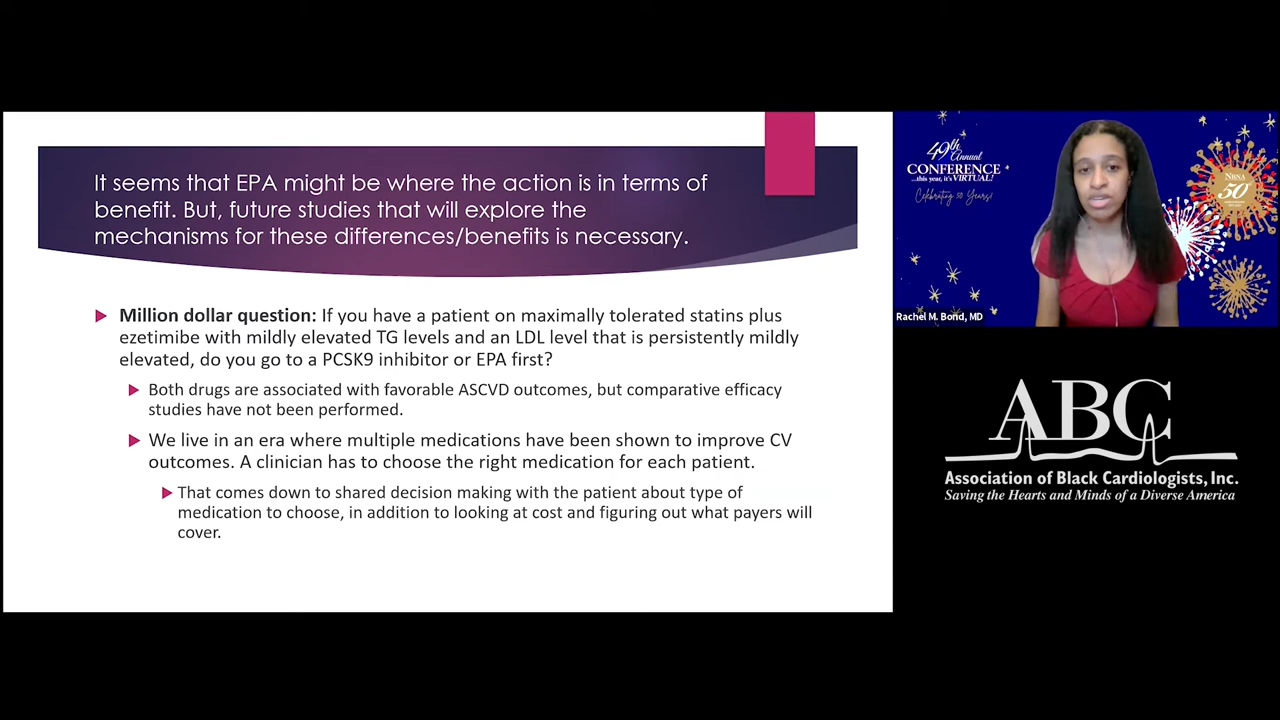 It seems that EPA might be where the action is in terms of
benefit. But, future studies that will explore the
mechanisms for these differences/benefits is necessary.
Million dollar question: If you have a patient on maximally tolerated statins plus
ezetimibe with mildly elevated TG levels and an LDL level that is persistently mildly
elevated, do you go to a PCSK9 inhibitor or EPA first?
Both drugs are associated with favorable ASCVD outcomes, but comparative efficacy
studies have not been performed.
We live in an era where multiple medications have been shown to improve CV
outcomes. A clinician has to choose the right medication for each patient.
That comes down to shared decision making with the patient about type of
medication to choose, in addition to looking at cost and figuring out what payers will
cover.
49th Annual
CONFERENCE
...this year, it's VIRTUAL!
Celebrating 50 Years!
50
Rachel M. Bond, MD
ABC
Association of Black Cardiologists, Inc.
Saving the Hearts and Minds of a Diverse America